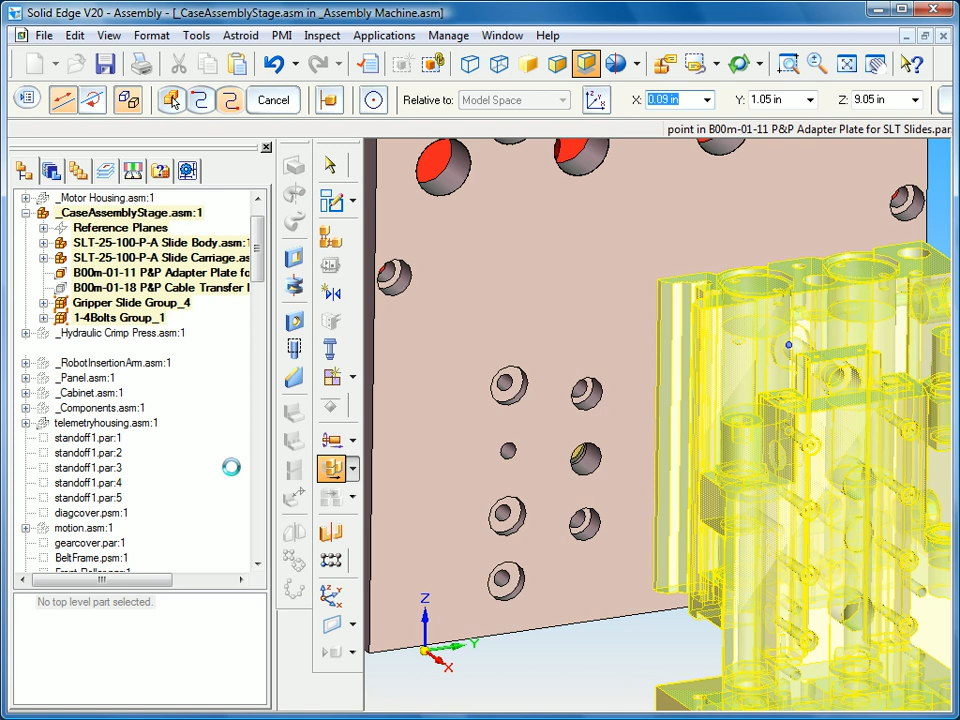 Solid Edge V20 - Assembly - [_CaseAssemblyStage.asm in _Assembly Machine.asm]
File Edit View Insert Format Tools Astroid PMI Inspect Applications Manage Window Help
Cancel Relative to: Model Space X: 0.09 in Y: 1.05 in Z: 9.05 in
point in B00m-01-11 P&P Adapter Plate for SLT Slides.par
_Motor Housing.asm:1
_CaseAssemblyStage.asm:1
Reference Planes
SLT-25-100-P-A Slide Body.asm:1
SLT-25-100-P-A Slide Carriage.as
B00m-01-11 P&P Adapter Plate fo
B00m-01-18 P&P Cable Transfer
Gripper Slide Group_4
1-4Bolts Group_1
_Hydraulic Crimp Press.asm:1
_RobotInsertionArm.asm:1
_Panel.asm:1
_Cabinet.asm:1
_Components.asm:1
telemetryhousing.asm:1
standoff1.par:1
standoff1.par:2
standoff1.par:3
standoff1.par:4
standoff1.par:5
diagcover.psm:1
motion.asm:1
gearcover.par:1
BeltFrame.psm:1
No top level part selected.
Z
Y
X